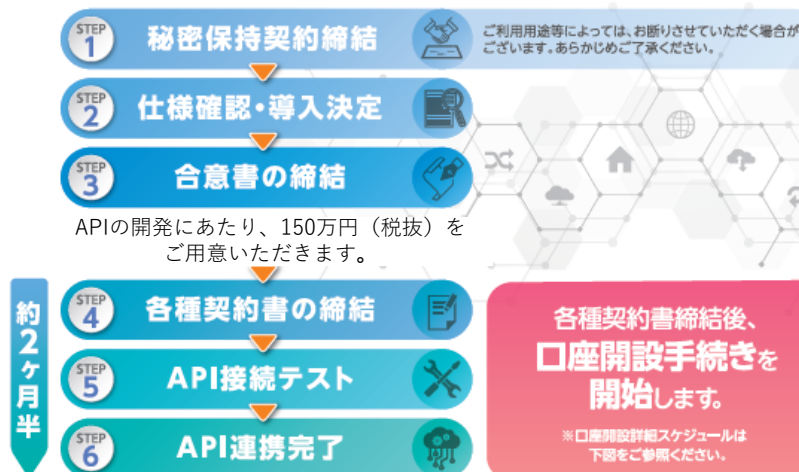 STEP
1
秘密保持契約締結
ご利用用途等によっては、お断りさせていただく場合が
ございます。あらかじめご了承ください。
STEP
2
仕様確認・導入決定
STEP
3
合意書の締結
APIの開発にあたり、150万円（税抜）を
ご用意いただきます。
約2ヶ月半
STEP
4
各種契約書の締結
STEP
5
API接続テスト
STEP
6
API連携完了
各種契約書締結後、
口座開設手続きを
開始します。
※口座開設詳細スケジュールは
下図をご参照ください。